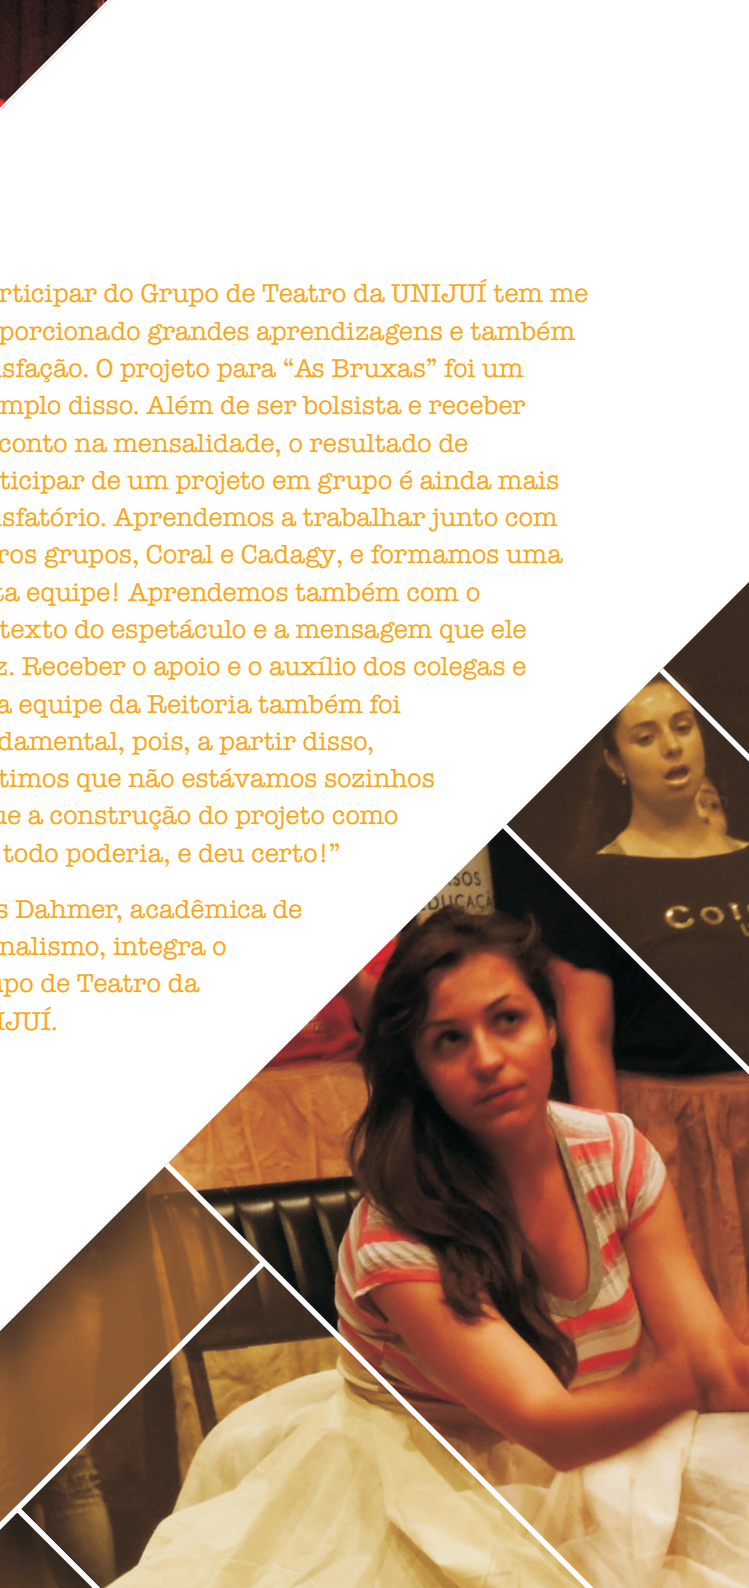 rticipar do Grupo de Teatro da UNIJUÍ tem me
porcionado grandes aprendizagens e também
sfação. O projeto para “As Bruxas” foi um
mplo disso. Além de ser bolsista e receber
conto na mensalidade, o resultado de
ticipar de um projeto em grupo é ainda mais
sfatório. Aprendemos a trabalhar junto com
ros grupos, Coral e Cadagy, e formamos uma
ta equipe! Aprendemos também com o
texto do espetáculo e a mensagem que ele
z. Receber o apoio e o auxílio dos colegas e
a equipe da Reitoria também foi
damental, pois, a partir disso,
timos que não estávamos sozinhos
ue a construção do projeto como
todo poderia, e deu certo!”
s Dahmer, acadêmica de
nalismo, integra o
upo de Teatro da
IJUÍ.
SOS
DUCAÇÃ
Co